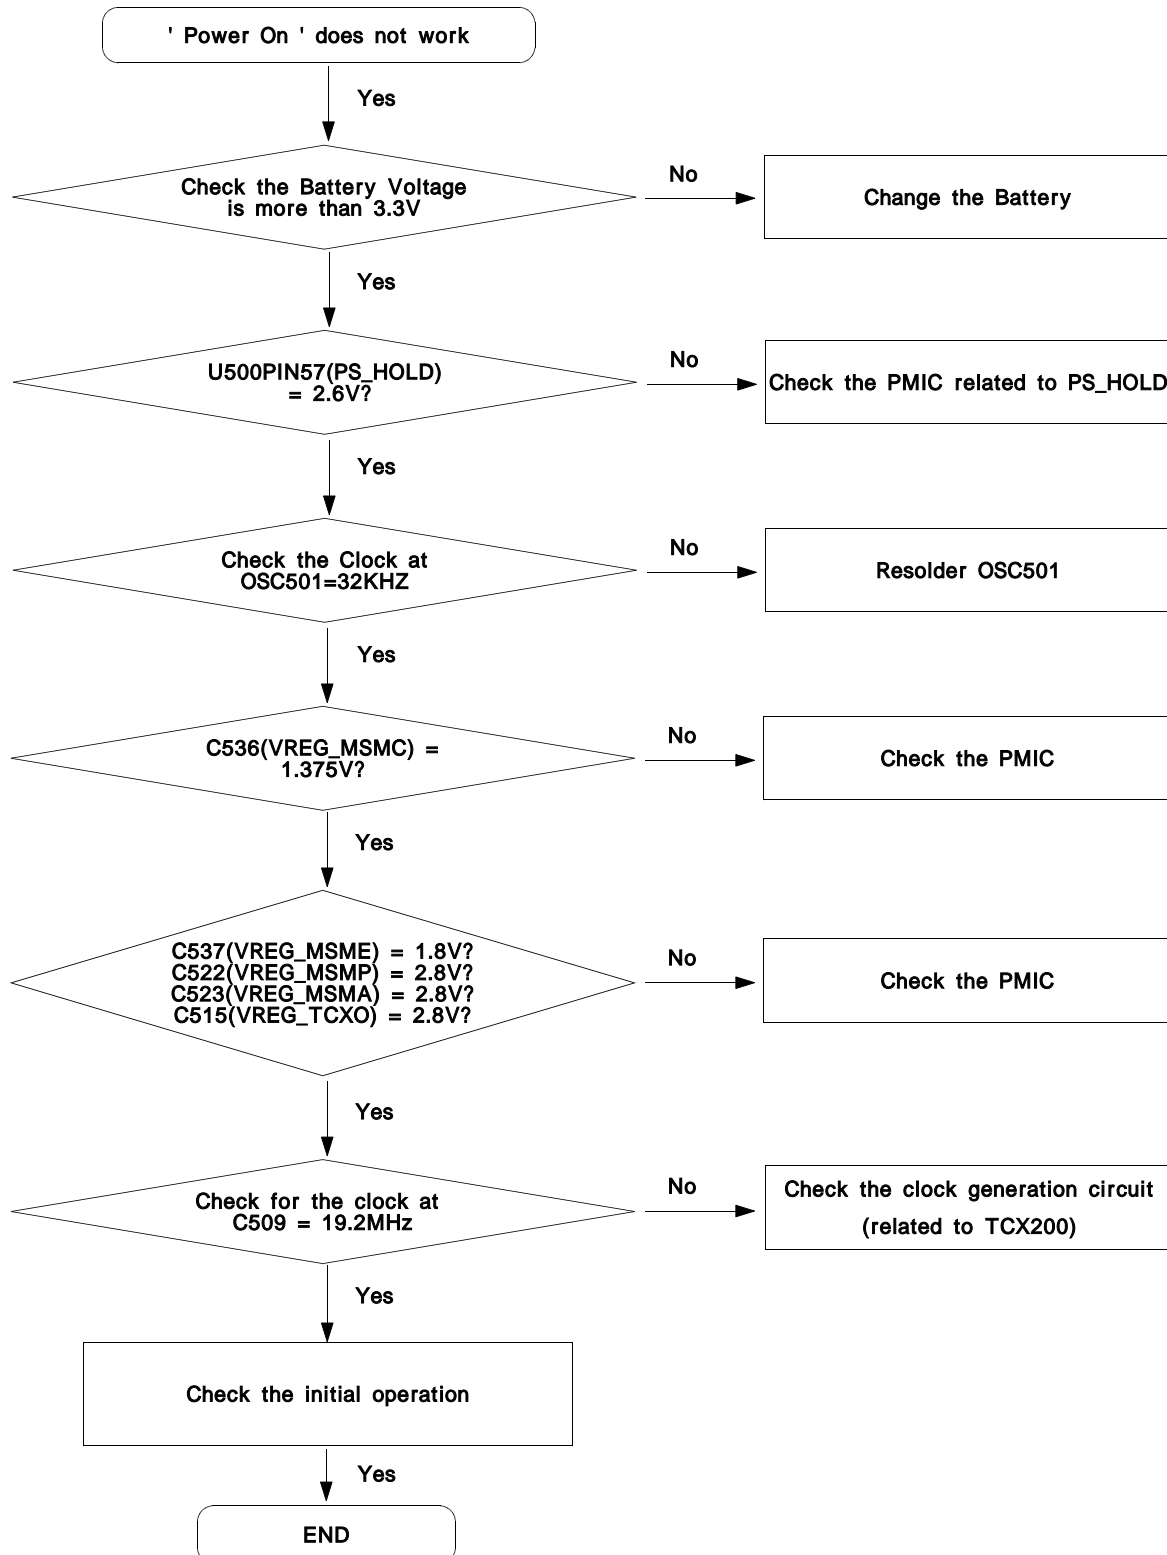 ' Power On ' does not work
Yes
Check the Battery Voltage
is more than 3.3V
No
Change the Battery
Yes
U500PIN57(PS_HOLD)
= 2.6V?
No
Check the PMIC related to PS_HOLD
Yes
Check the Clock at
OSC501=32KHZ
No
Resolder OSC501
Yes
C536(VREG_MSMC) =
1.375V?
No
Check the PMIC
Yes
C537(VREG_MSME) = 1.8V?
C522(VREG_MSMP) = 2.8V?
C523(VREG_MSMA) = 2.8V?
C515(VREG_TCXO) = 2.8V?
No
Check the PMIC
Yes
Check for the clock at
C509 = 19.2MHz
No
Check the clock generation circuit
(related to TCX200)
Yes
Check the initial operation
Yes
END